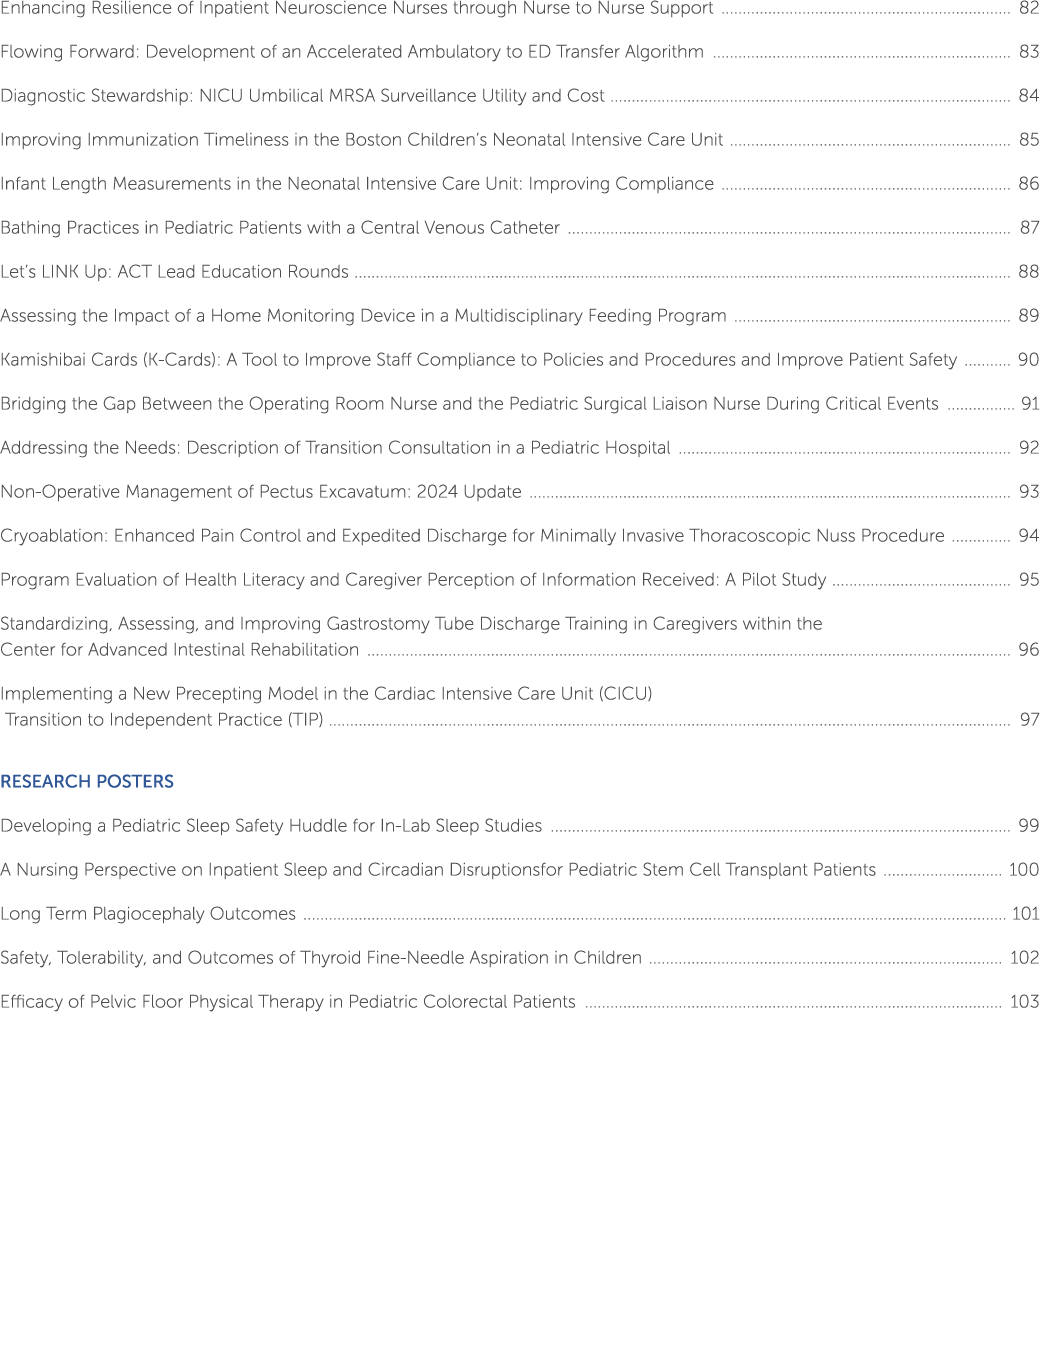 Enhancing Resilience of Inpatient Neuroscience Nurses through Nurse to Nurse Support .................................................................... 82
Flowing Forward: Development of an Accelerated Ambulatory to ED Transfer Algorithm ...................................................................... 83
Diagnostic Stewardship: NICU Umbilical MRSA Surveillance Utility and Cost .............................................................................................. 84
Improving Immunization Timeliness in the Boston Children's Neonatal Intensive Care Unit .................................................................. 85
Infant Length Measurements in the Neonatal Intensive Care Unit: Improving Compliance .................................................................... 86
Bathing Practices in Pediatric Patients with a Central Venous Catheter ........................................................................................................ 87
Let's LINK Up: ACT Lead Education Rounds .......................................................................................................................................................... 88
Assessing the Impact of a Home Monitoring Device in a Multidisciplinary Feeding Program ................................................................. 89
Kamishibai Cards (K-Cards): A Tool to Improve Staff Compliance to Policies and Procedures and Improve Patient Safety ........... 90
Bridging the Gap Between the Operating Room Nurse and the Pediatric Surgical Liaison Nurse During Critical Events ................ 91
Addressing the Needs: Description of Transition Consultation in a Pediatric Hospital .............................................................................. 92
Non-Operative Management of Pectus Excavatum: 2024 Update ................................................................................................................. 93
Cryoablation: Enhanced Pain Control and Expedited Discharge for Minimally Invasive Thoracoscopic Nuss Procedure .............. 94
Program Evaluation of Health Literacy and Caregiver Perception of Information Received: A Pilot Study .......................................... 95
Standardizing, Assessing, and Improving Gastrostomy Tube Discharge Training in Caregivers within the
Center for Advanced Intestinal Rehabilitation ....................................................................................................................................................... 96
Implementing a New Precepting Model in the Cardiac Intensive Care Unit (CICU)
Transition to Independent Practice (TIP) ................................................................................................................................................................ 97
RESEARCH POSTERS
Developing a Pediatric Sleep Safety Huddle for In-Lab Sleep Studies ............................................................................................................ 99
A Nursing Perspective on Inpatient Sleep and Circadian Disruptionsfor Pediatric Stem Cell Transplant Patients ............................ 100
Long Term Plagiocephaly Outcomes ..................................................................................................................................................................... 101
Safety, Tolerability, and Outcomes of Thyroid Fine-Needle Aspiration in Children ................................................................................... 102
Efficacy of Pelvic Floor Physical Therapy in Pediatric Colorectal Patients .................................................................................................. 103